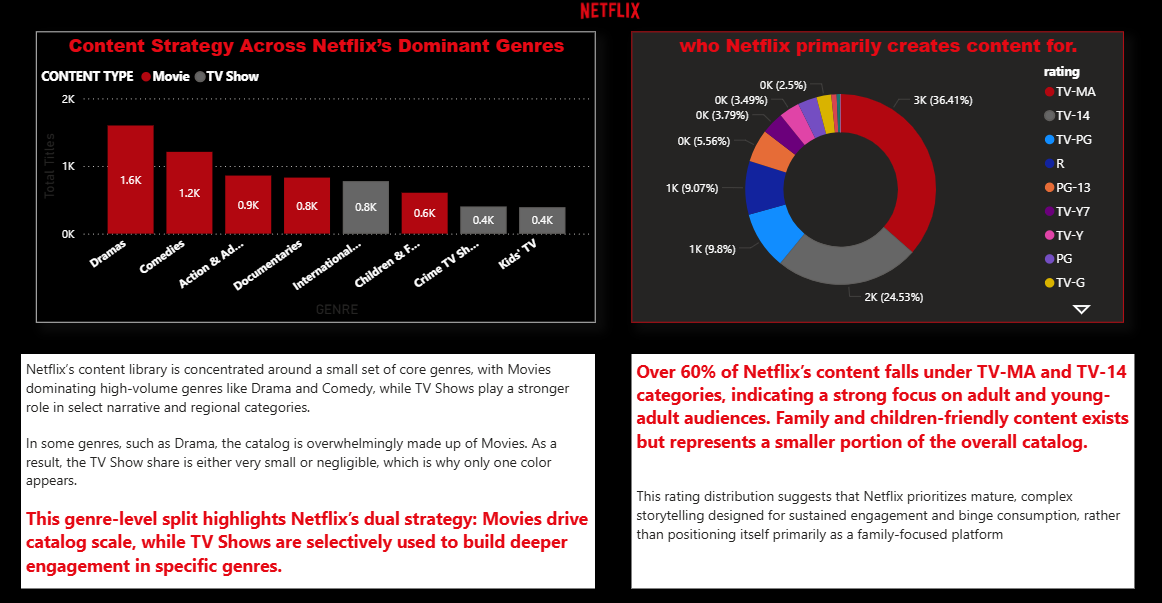 NETFLIX
Content Strategy Across Netflix's Dominant Genres
CONTENT TYPE Movie TV Show
2K
1K
0K
Total Titles
1.6K
1.2K
0.9K
0.8K
0.8K
0.6K
0.4K
0.4K
Dramas
Comedies
Action & Ad...
Documentaries
International...
Children & F...
Crime TV Sh...
Kids' TV
GENRE
who Netflix primarily creates content for.
0K (2.5%)
0K (3.49%)
0K (3.79%)
0K (5.56%)
1K (9.07%)
1K (9.8%)
3K (36.41%)
2K (24.53%)
rating
TV-MA
TV-14
TV-PG
R
PG-13
TV-Y7
TV-Y
PG
TV-G
Netflix's content library is concentrated around a small set of core genres, with Movies
dominating high-volume genres like Drama and Comedy, while TV Shows play a stronger
role in select narrative and regional categories.
In some genres, such as Drama, the catalog is overwhelmingly made up of Movies. As a
result, the TV Show share is either very small or negligible, which is why only one color
appears.
This genre-level split highlights Netflix's dual strategy: Movies drive
catalog scale, while TV Shows are selectively used to build deeper
engagement in specific genres.
Over 60% of Netflix's content falls under TV-MA and TV-14
categories, indicating a strong focus on adult and young-
adult audiences. Family and children-friendly content exists
but represents a smaller portion of the overall catalog.
This rating distribution suggests that Netflix prioritizes mature, complex
storytelling designed for sustained engagement and binge consumption, rather
than positioning itself primarily as a family-focused platform